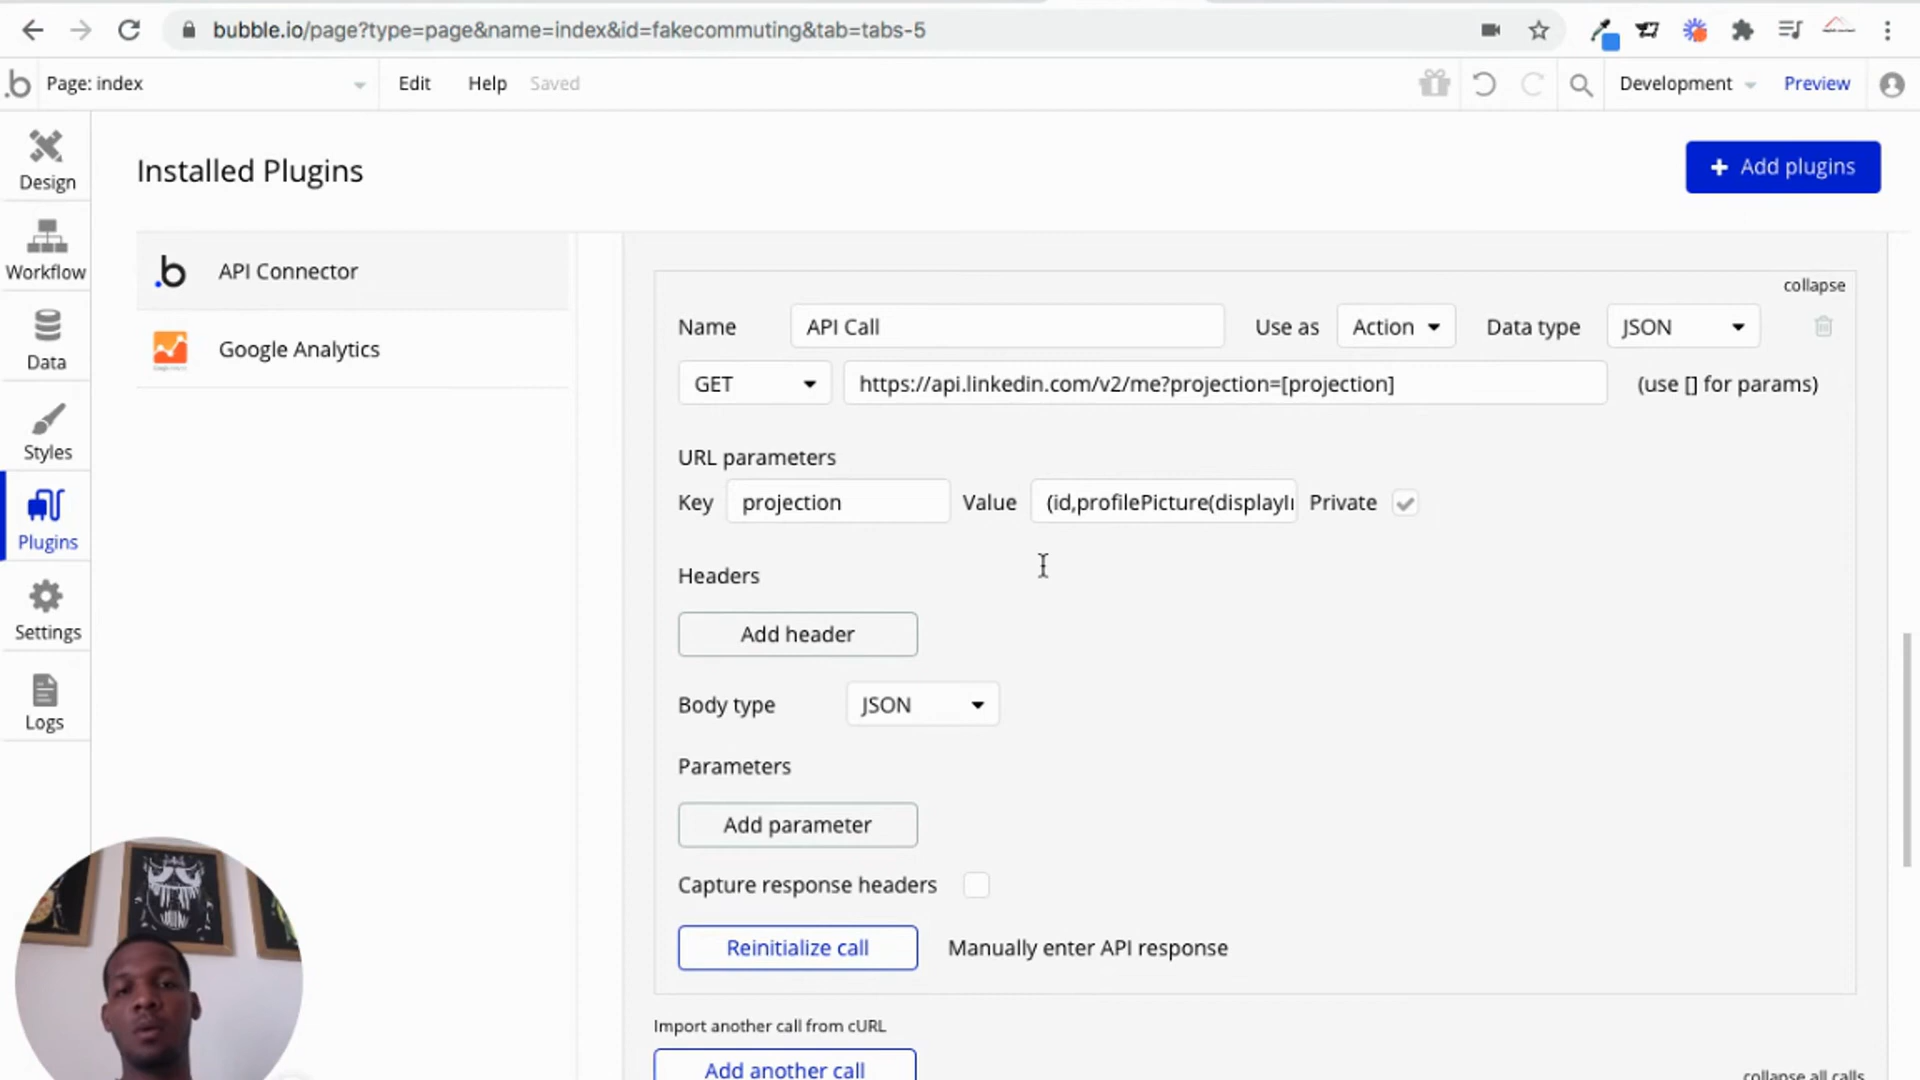 bubble.io/page?type=page&name=index&id=fakecommuting&tab=tabs-5
Page: index
Edit
Help
Saved
Development
Preview
Design
Workflow
Data
Styles
Plugins
Settings
Logs
Installed Plugins
+ Add plugins
API Connector
Google Analytics
collapse
Name API Call Use as Action Data type JSON
GET https://api.linkedin.com/v2/me?projection=[projection] (use [] for params)
URL parameters
Key projection Value (id,profilePicture(displayI Private
Headers
Add header
Body type JSON
Parameters
Add parameter
Capture response headers
Reinitialize call Manually enter API response
Import another call from cURL
Add another call
collapse all calls